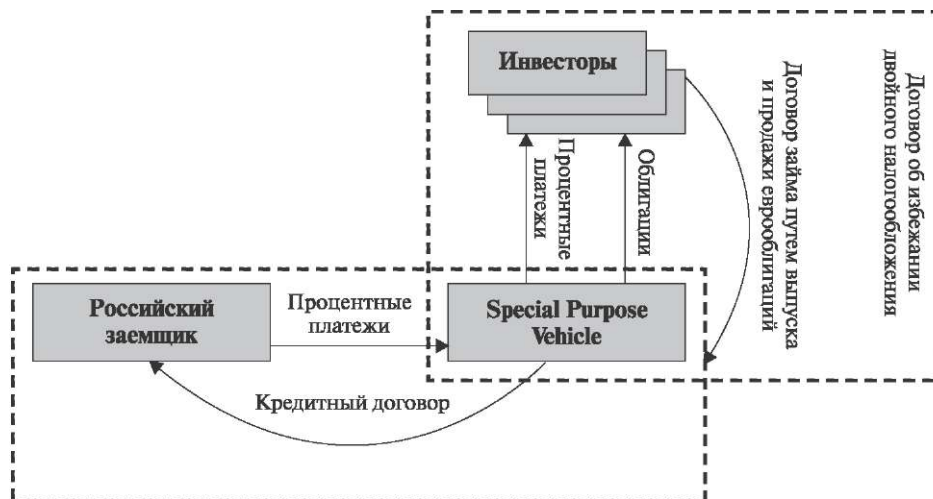 Инвесторы
Процентные
платежи
Облигации
Договор займа путем выпуска
и продажи еврооблигаций
Договор об избежании
двойного налогообложения
Российский
заемщик
Процентные
платежи
Special Purpose
Vehicle
Кредитный договор